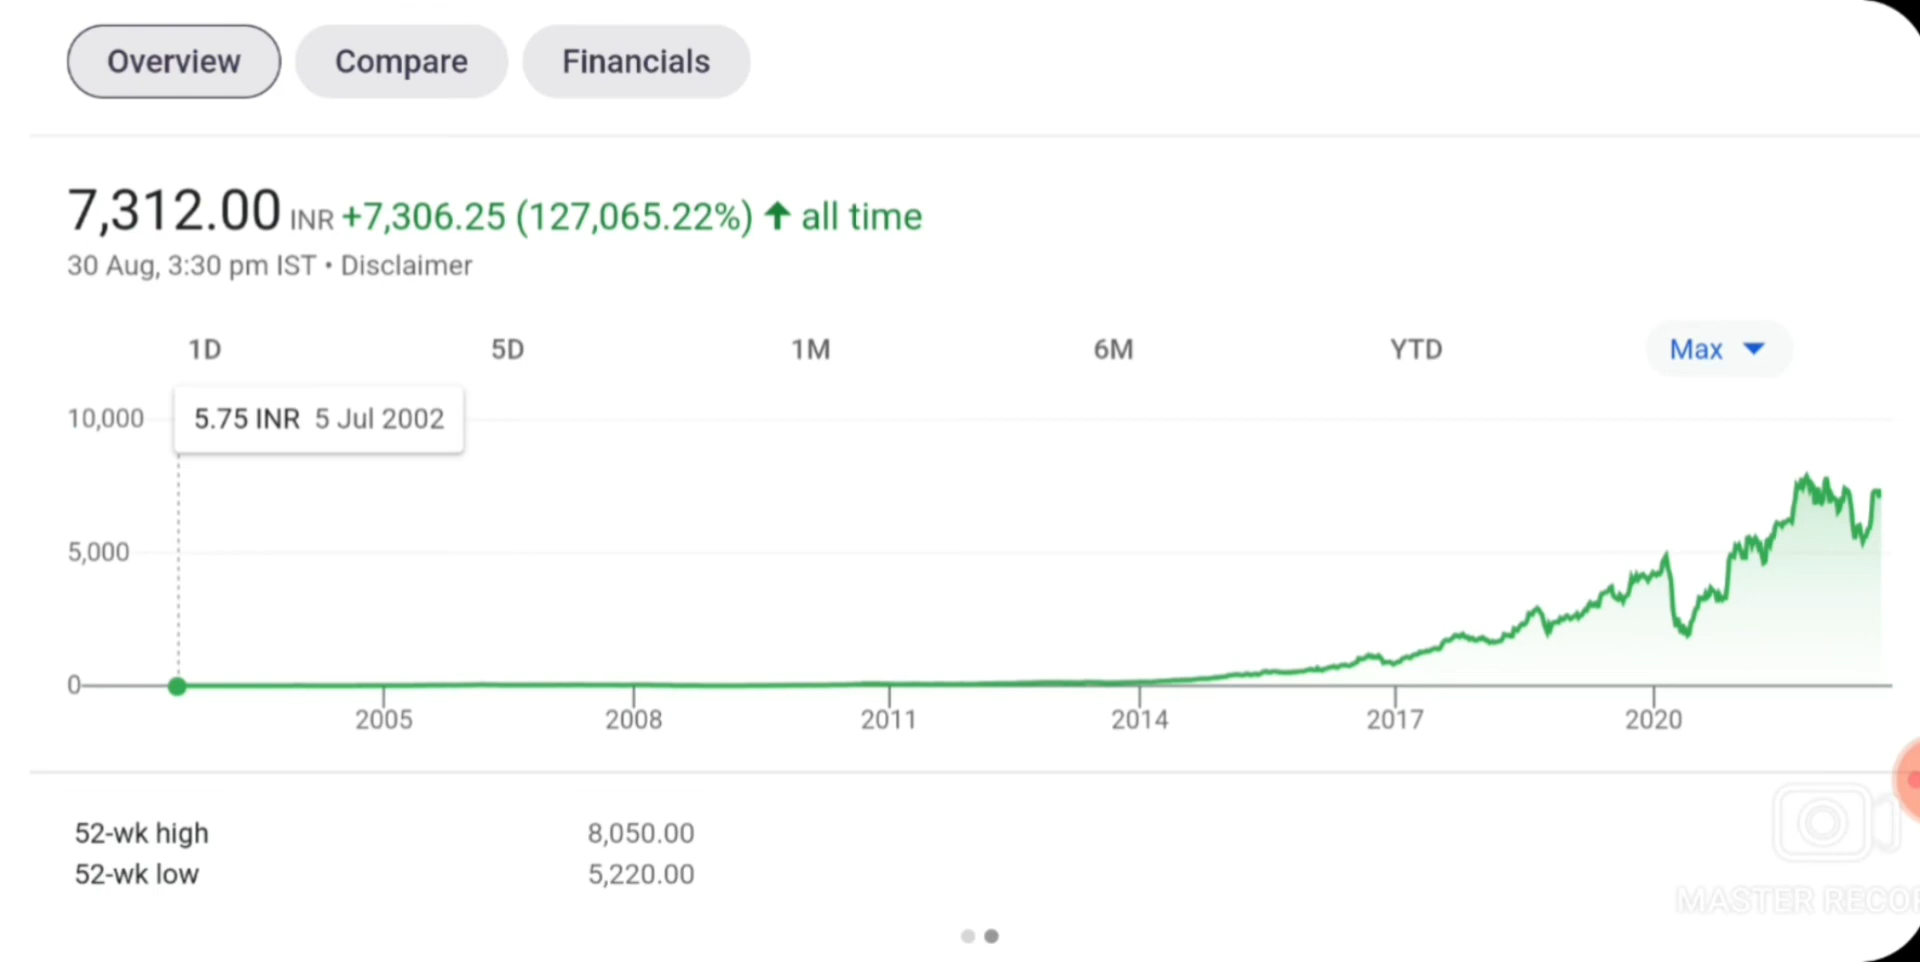 Overview Compare Financials
7,312.00 INR +7,306.25 (127,065.22%) ↑ all time
30 Aug, 3:30 pm IST • Disclaimer
1D 5D 1M 6M YTD Max
10,000
5.75 INR 5 Jul 2002
5,000
0
2005 2008 2011 2014 2017 2020
52-wk high 8,050.00
52-wk low 5,220.00
MASTER